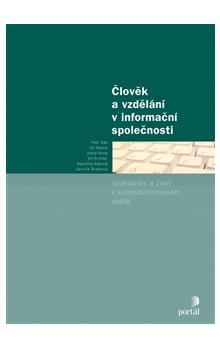 Člověk
a vzdělání
v informační
společnosti
Petr Sak
Jiří Mareš
Hana Nová
Vít Richter
Karolína Saková
Jarmila Skalková
Vzdělávání a život
v komputerizovaném
světě
portál